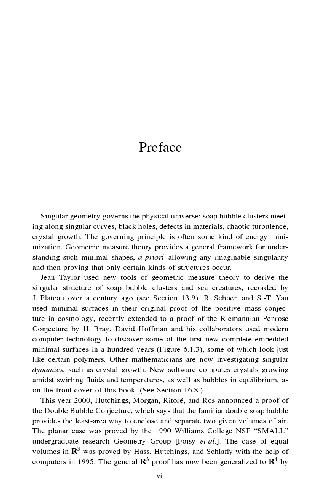 Preface
Singular geometry governs the physical universe: soap bubble clusters meet-
ing along singular curves, black holes, defects in materials, chaotic turbulence,
crystal growth. The governing principle is often some kind of energy mini-
mization. Geometric measure theory provides a general framework for under-
standing such minimal shapes, a priori allowing any imaginable singularity
and then proving that only certain kinds of structures occur.
Jean Taylor used new tools of geometric measure theory to derive the
singular structure of soap bubble clusters and sea creatures, recorded by
J. Plateau over a century ago (see Section 13.9). R. Schoen and S.-T. Yau
used minimal surfaces in their original proof of the positive mass conjec-
ture in cosmology, recently extended to a proof of the Riemannian Penrose
Conjecture by H. Bray. David Hoffman and his collaborators used modern
computer technology to discover some of the first new complete embedded
minimal surfaces in a hundred years (Figure 6.1.3), some of which look just
like certain polymers. Other mathematicians are now investigating singular
dynamics, such as crystal growth. New software computes crystals growing
amidst swirling fluids and temperatures, as well as bubbles in equilibrium, as
on the front cover of this book. (See Section 16.8.)
This year 2000, Hutchings, Morgan, Ritoré, and Ros announced a proof of
the Double Bubble Conjecture, which says that the familiar double soap bubble
provides the least-area way to enclose and separate two given volumes of air.
The planar case was proved by the 1990 Williams College NSF "SMALL"
undergraduate research Geometry Group [Foisy et al.]. The case of equal
volumes in R³ was proved by Hass, Hutchings, and Schlafly with the help of
computers in 1995. The general R³ proof has now been generalized to R⁴ by
vii